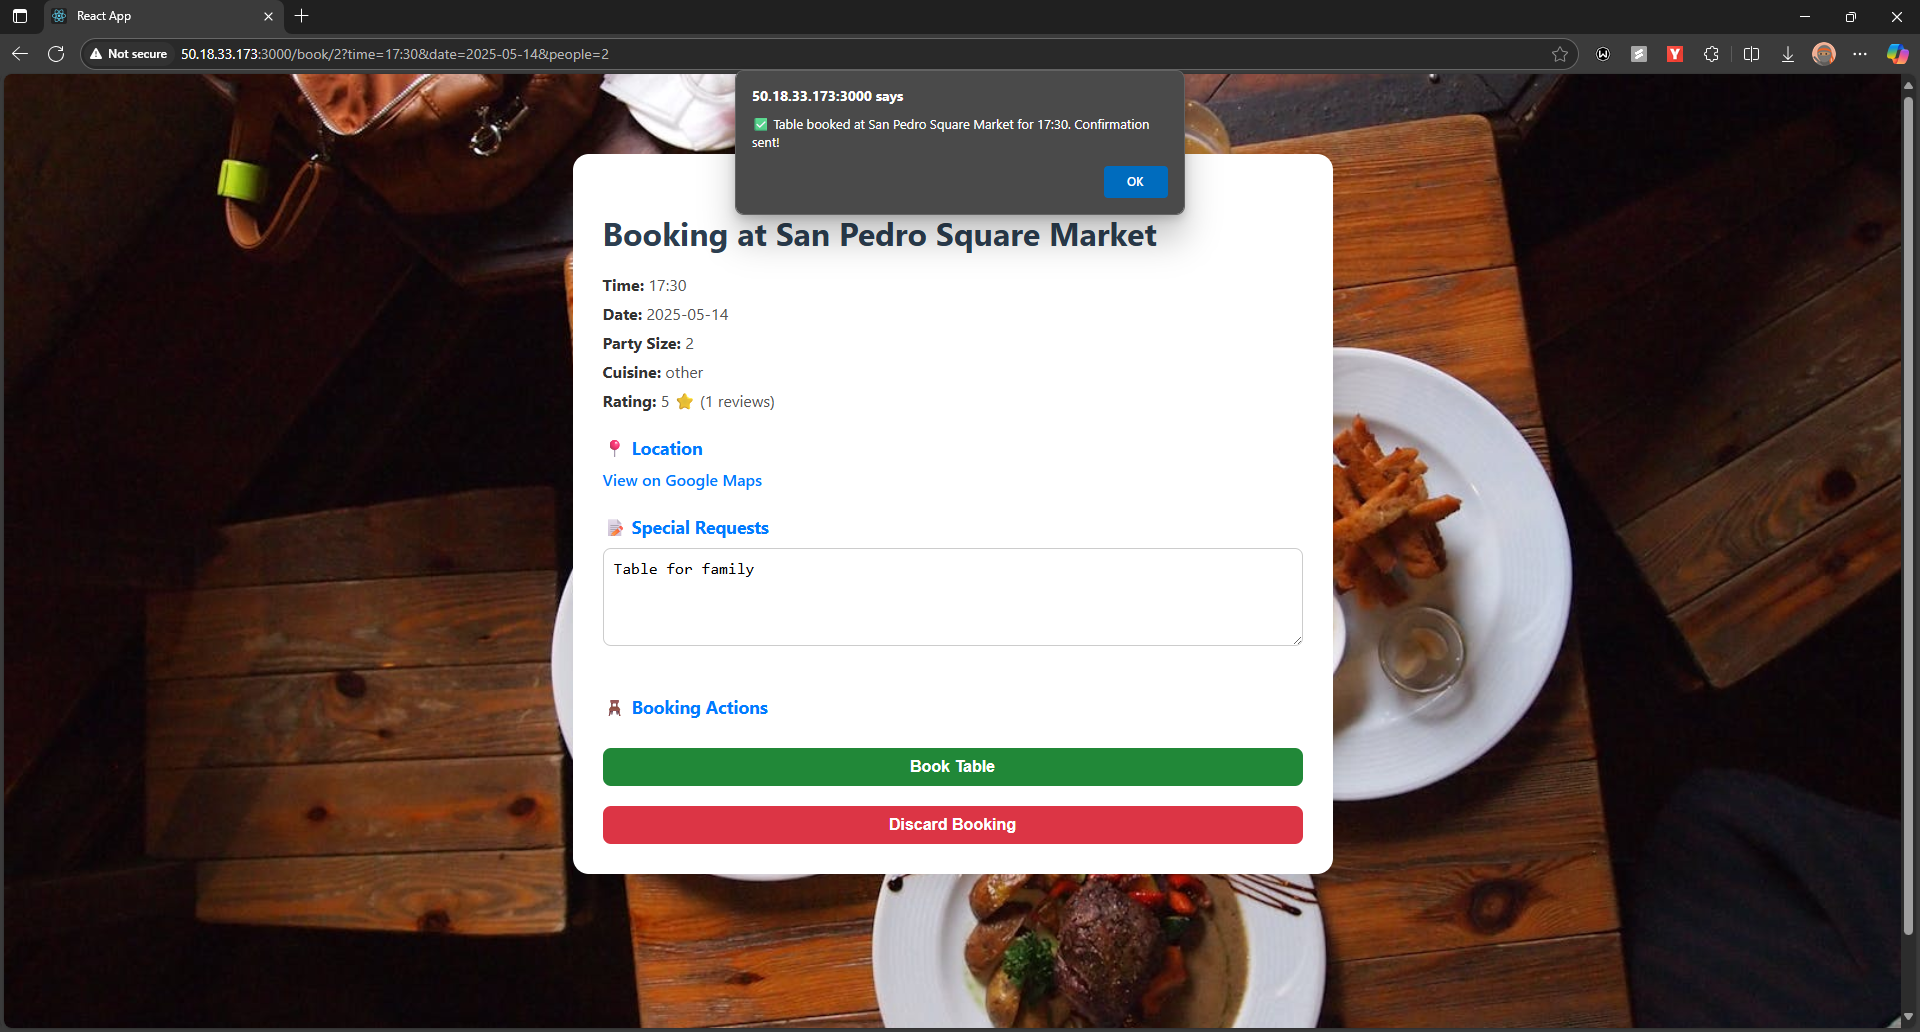 React App
Not secure
50.18.33.173:3000/book/2?time=17:30&date=2025-05-14&people=2
50.18.33.173:3000 says
✅ Table booked at San Pedro Square Market for 17:30. Confirmation
sent!
OK
Booking at San Pedro Square Market
Time: 17:30
Date: 2025-05-14
Party Size: 2
Cuisine: other
Rating: 5 ⭐ (1 reviews)
📍 Location
View on Google Maps
📝 Special Requests
Table for family
🪑 Booking Actions
Book Table
Discard Booking